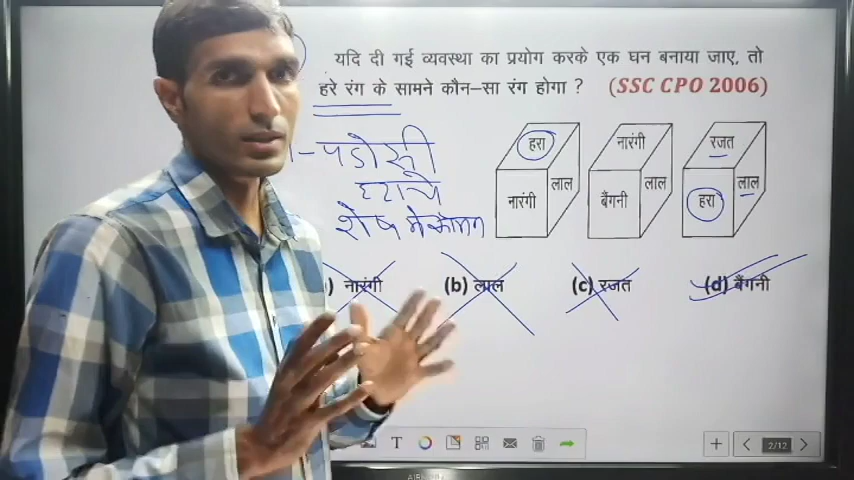 यदि दी गई व्यवस्था का प्रयोग करके एक घन बनाया जाए, तो
हरे रंग के सामने कौन–सा रंग होगा ? (SSC CPO 2006)
पडोसी
हटाये
शेष
हरा
नारंगी
लाल
नारंगी
बैंगनी
लाल
रजत
हरा
लाल
) नारंगी (b) लाल (c) रजत (d) बैंगनी
T
2/12